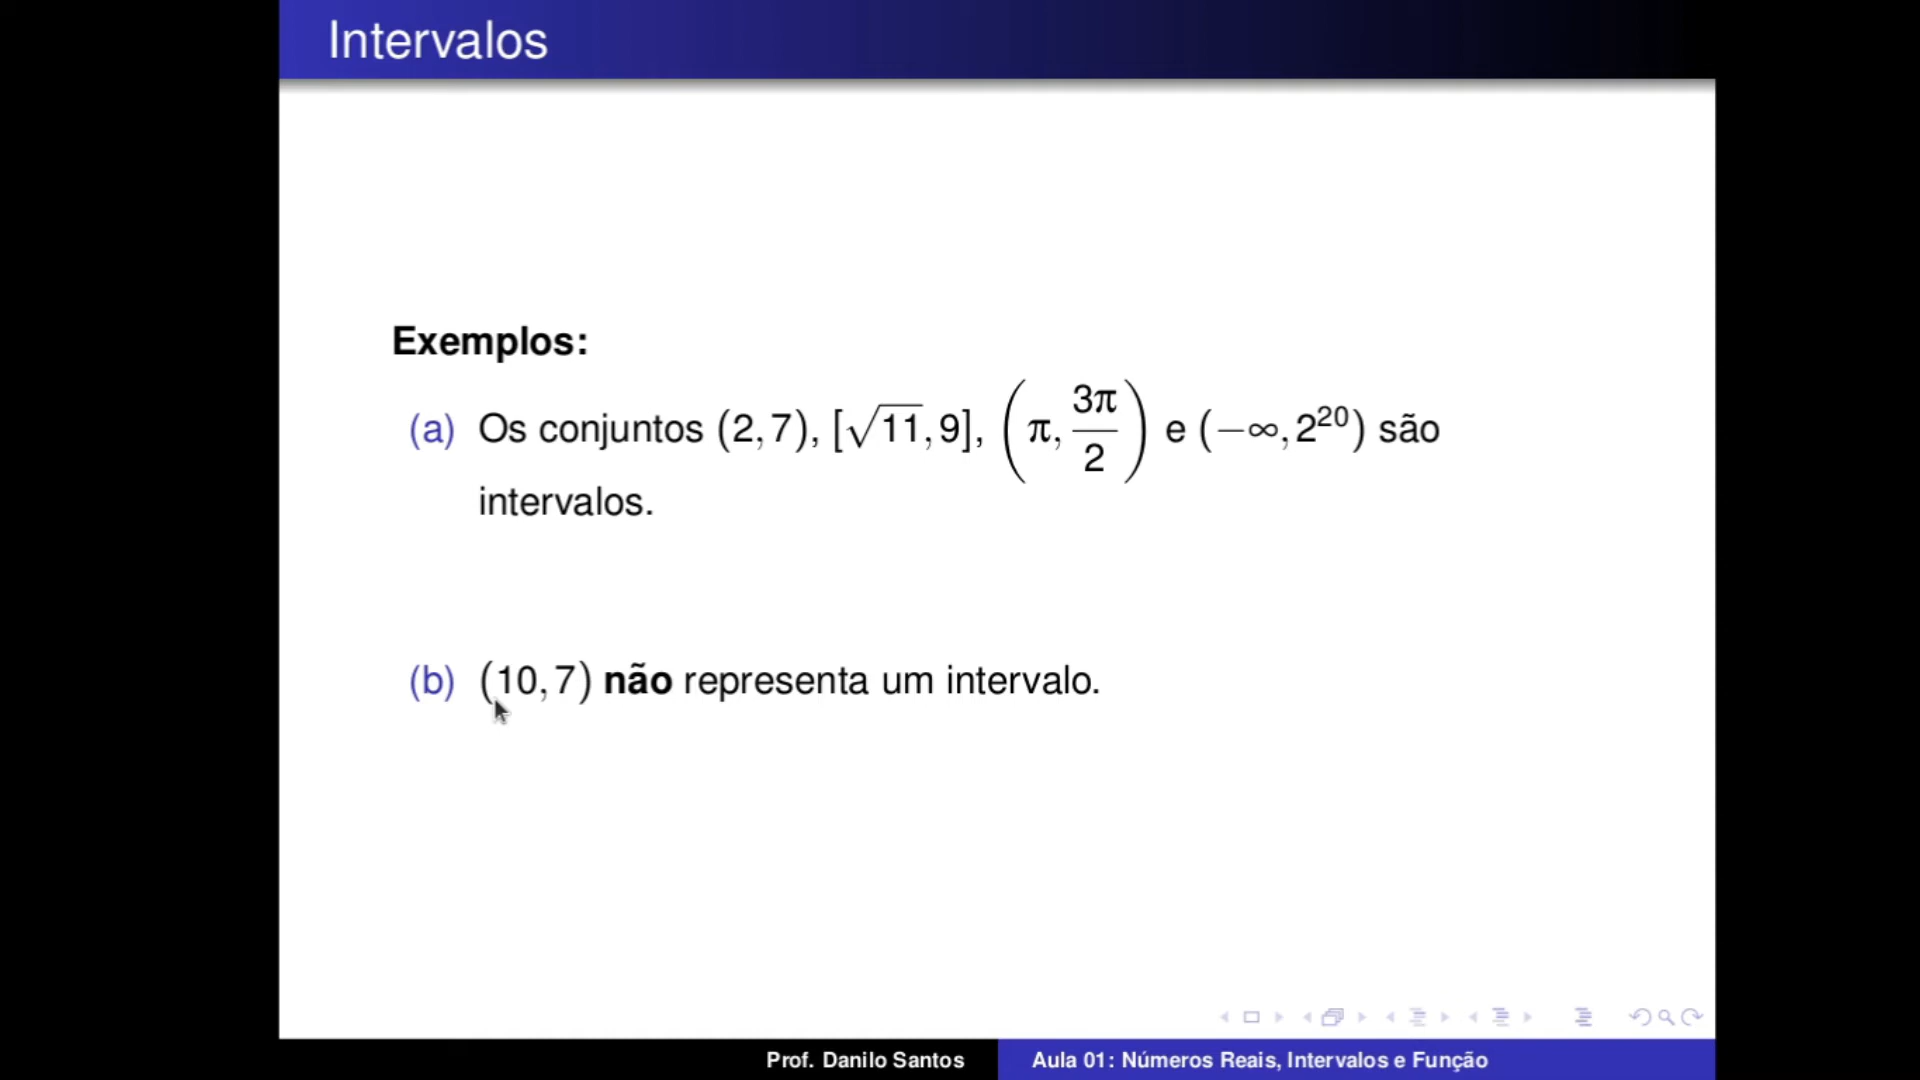 Intervalos
Exemplos:
(a) Os conjuntos (2, 7), [√11, 9], (π, 3π/2) e (−∞, 2²⁰) são
intervalos.
(b) (10, 7) não representa um intervalo.
Prof. Danilo Santos
Aula 01: Números Reais, Intervalos e Função